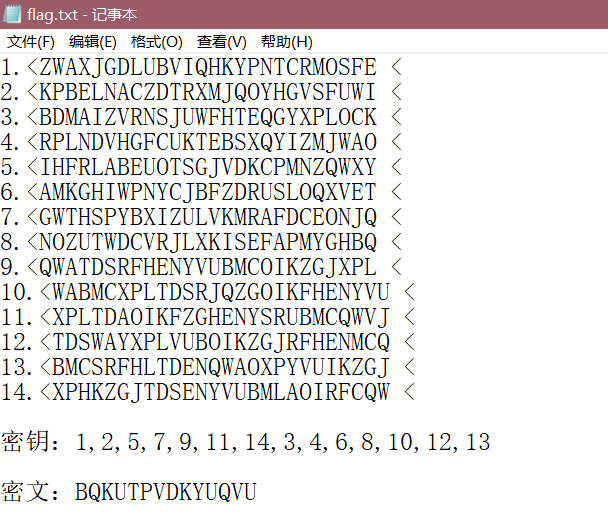 flag.txt - 记事本
文件(F) 编辑(E) 格式(O) 查看(V) 帮助(H)
1.<ZWAXJGDLUBVIQHKYPNTCRMOSFE <
2.<KPBELNACZDTRXMJQOYHGVSFUWI <
3.<BDMAIZVRNSJUWFHTEQGYXPLOCK <
4.<RPLNDVHGFCUKTEBSXQYIZMJWAO <
5.<IHFRLABEUOTSGJVDKCPMNZQWXY <
6.<AMKGHIWPNYCJBFZDRUSLOQXVET <
7.<GWTHSPYBXIZULVKMRAFDCEONJQ <
8.<NOZUTWDCVRJLXKISEFAPMYGHBQ <
9.<QWATDSRFHENYVUBMCOIKZGJXPL <
10.<WABMCXPLTDSRJQZGOIKFHENYVU <
11.<XPLTDAOIKFZGHENYSRUBMCQWVJ <
12.<TDSWAYXPLVUBOIKZGJRFHENMCQ <
13.<BMCSRFHLTDENQWAOXPYVUIKZGJ <
14.<XPHKZGJTDSENYVUBMLAOIRFCQW <
密钥：1,2,5,7,9,11,14,3,4,6,8,10,12,13
密文：BQKUTPVDKYUQVU